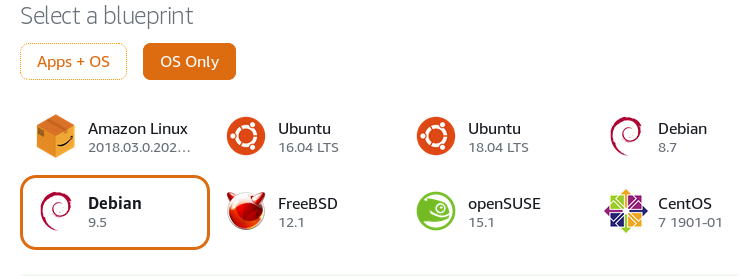 Select a blueprint
Apps + OS
OS Only
Amazon Linux
2018.03.0.202...
Ubuntu
16.04 LTS
Ubuntu
18.04 LTS
Debian
8.7
Debian
9.5
FreeBSD
12.1
openSUSE
15.1
CentOS
7 1901-01